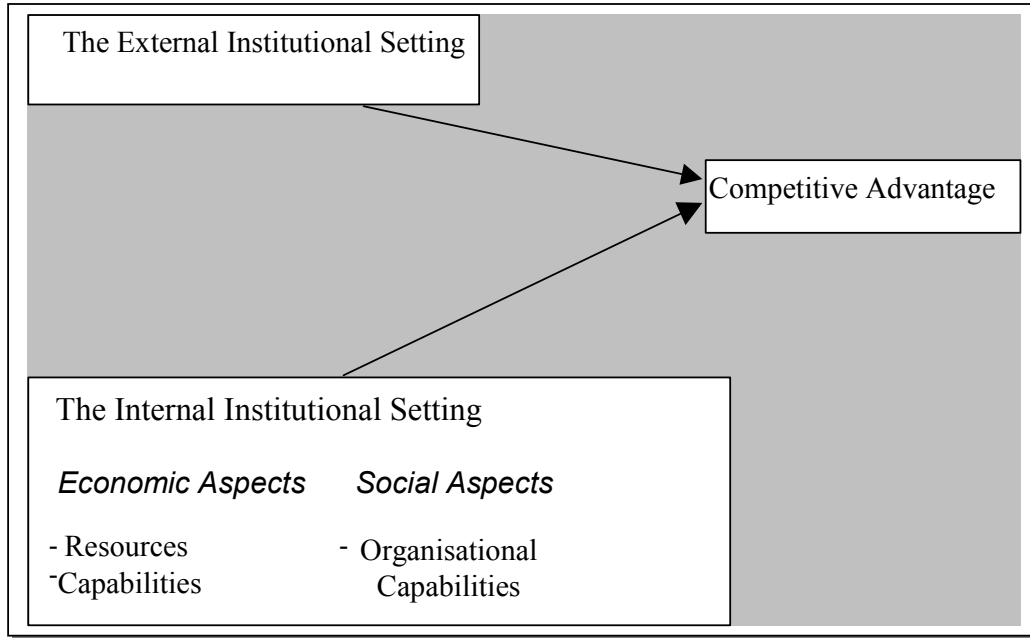 The External Institutional Setting
Competitive Advantage
The Internal Institutional Setting
Economic Aspects Social Aspects
- Resources - Organisational
-Capabilities Capabilities